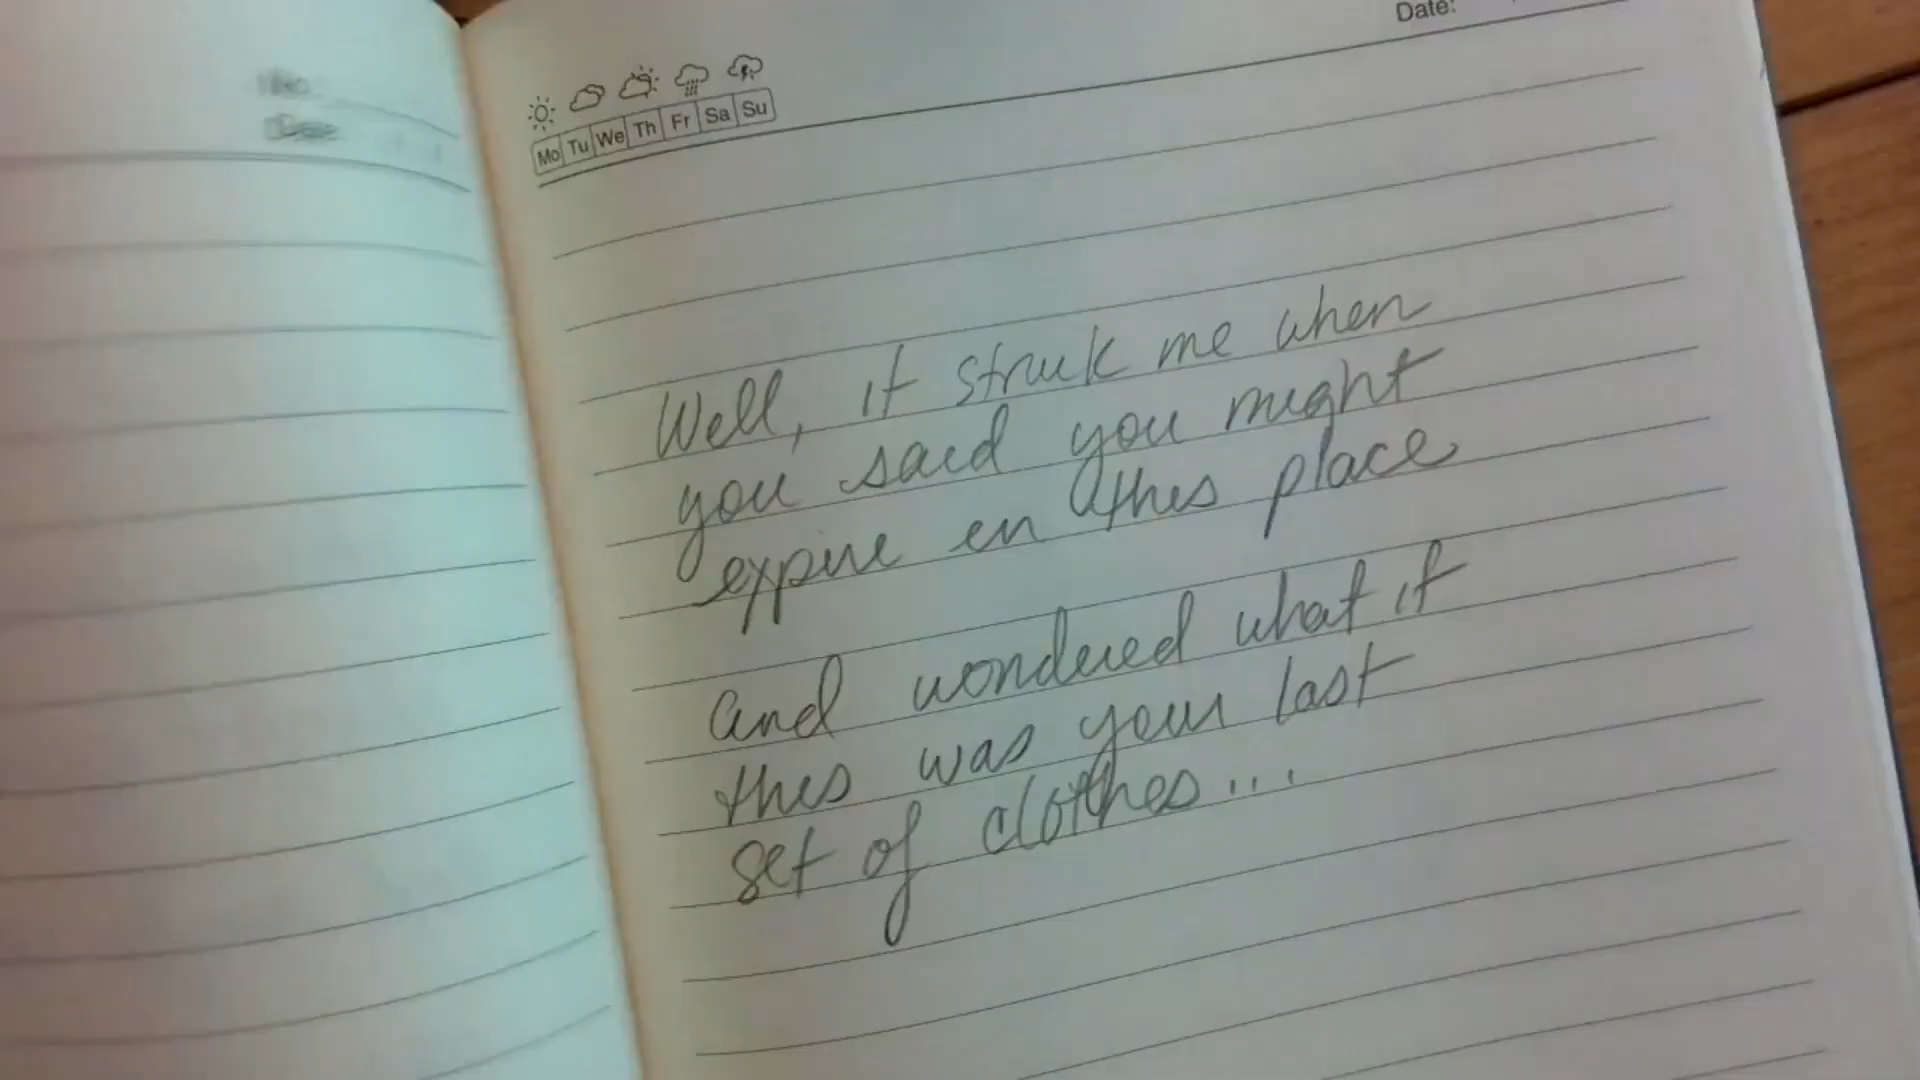 Date:
Mo Tu We Th Fr Sa Su
Well, it struck me when
you said you might
expire in this place
and wondered what if
this was your last
set of clothes...